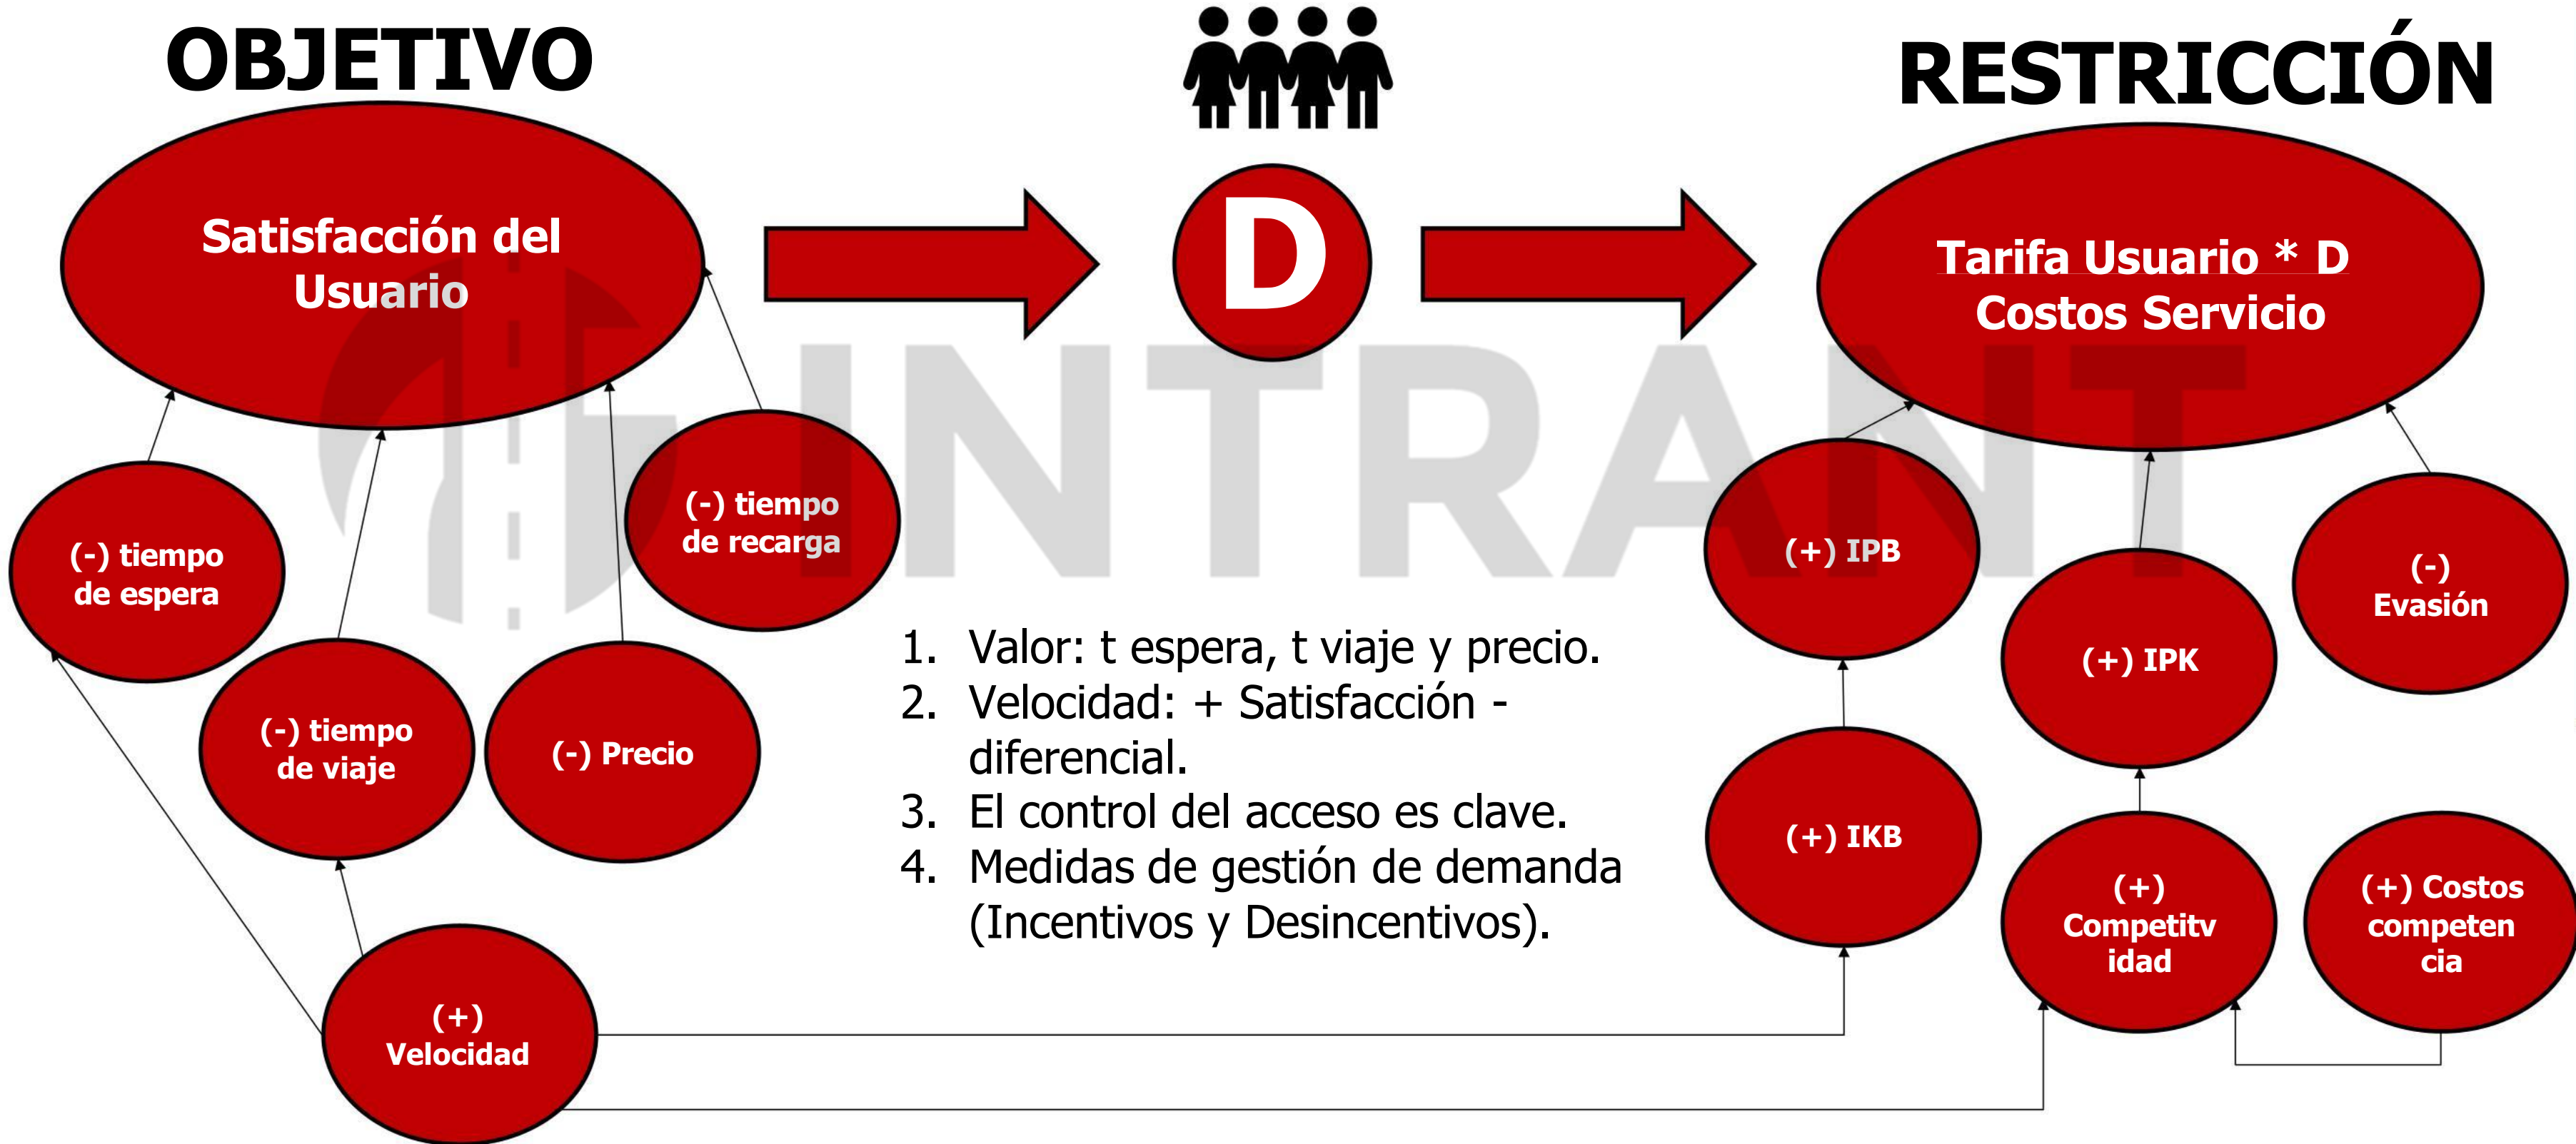 OBJETIVO
RESTRICCIÓN
Satisfacción del
Usuario
D
Tarifa Usuario * D
Costos Servicio
INTRANT
(-) tiempo
de espera
(-) tiempo
de viaje
(-) Precio
(-) tiempo
de recarga
(+)
Velocidad
1. Valor: t espera, t viaje y precio.
2. Velocidad: + Satisfacción -
diferencial.
3. El control del acceso es clave.
4. Medidas de gestión de demanda
(Incentivos y Desincentivos).
(+) IPB
(+) IKB
(+) IPK
(-)
Evasión
(+)
Competitv
idad
(+) Costos
competen
cia